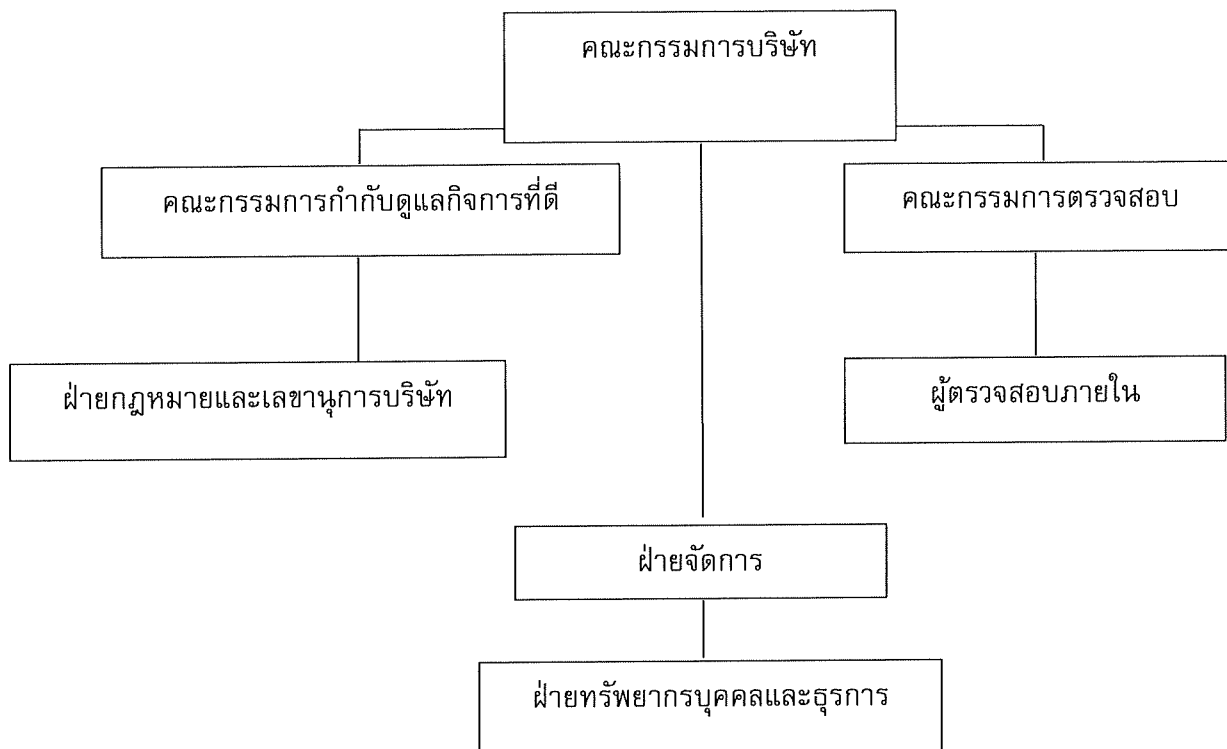 คณะกรรมการบริษัท
คณะกรรมการกำกับดูแลกิจการที่ดี
คณะกรรมการตรวจสอบ
ฝ่ายกฎหมายและเลขานุการบริษัท
ผู้ตรวจสอบภายใน
ฝ่ายจัดการ
ฝ่ายทรัพยากรบุคคลและธุรการ